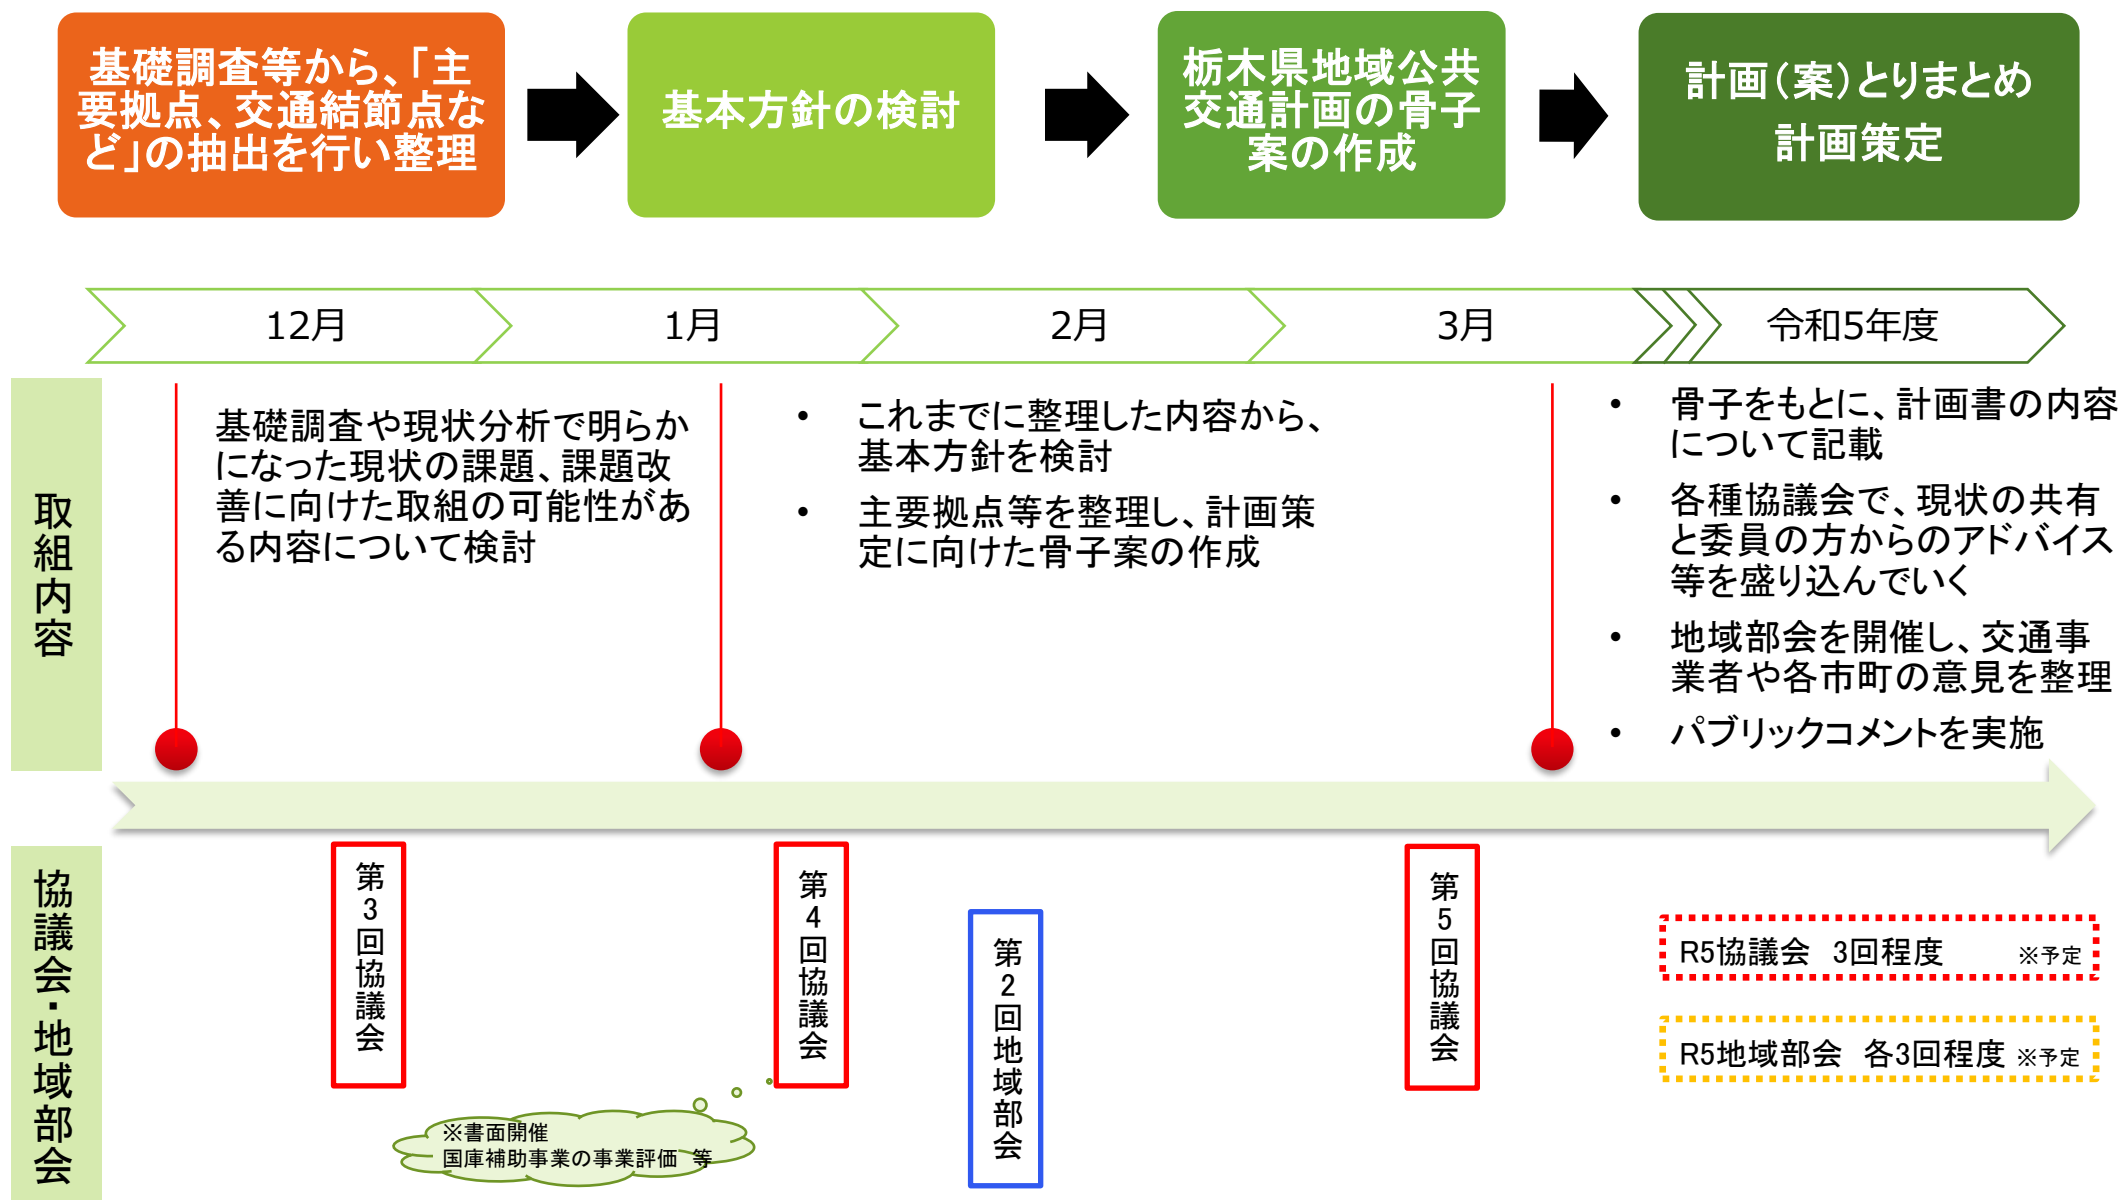 基礎調査等から、「主
要拠点、交通結節点な
ど」の抽出を行い整理
基本方針の検討
栃木県地域公共
交通計画の骨子
案の作成
計画(案)とりまとめ
計画策定
12月
1月
2月
3月
令和5年度
取組内容
基礎調査や現状分析で明らか
になった現状の課題、課題改
善に向けた取組の可能性があ
る内容について検討
• これまでに整理した内容から、
基本方針を検討
• 主要拠点等を整理し、計画策
定に向けた骨子案の作成
• 骨子をもとに、計画書の内容
について記載
• 各種協議会で、現状の共有
と委員の方からのアドバイス
等を盛り込んでいく
• 地域部会を開催し、交通事
業者や各市町の意見を整理
• パブリックコメントを実施
協議会・地域部会
第3回協議会
第4回協議会
第2回地域部会
第5回協議会
※書面開催
国庫補助事業の事業評価 等
R5協議会 3回程度 ※予定
R5地域部会 各3回程度 ※予定